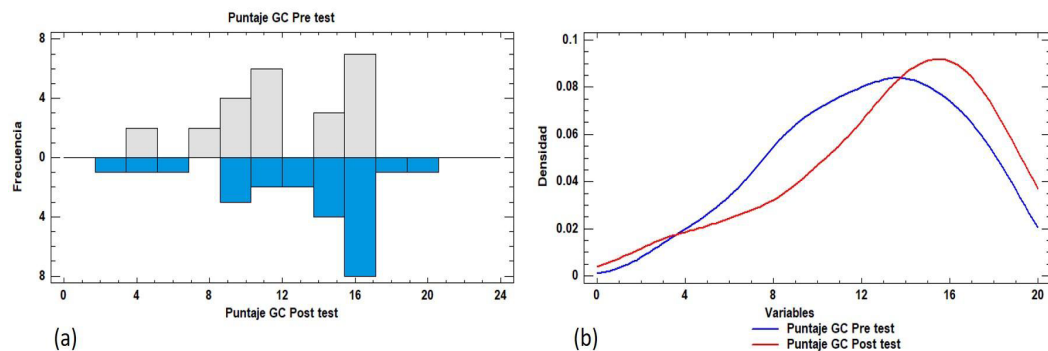 Puntaje GC Pre test
8
4
0
4
8
Frecuencia
0 4 8 12 16 20 24
Puntaje GC Post test
(a)
0.1
0.08
0.06
0.04
0.02
0
Densidad
0 4 8 12 16 20
Variables
Puntaje GC Pre test
Puntaje GC Post test
(b)